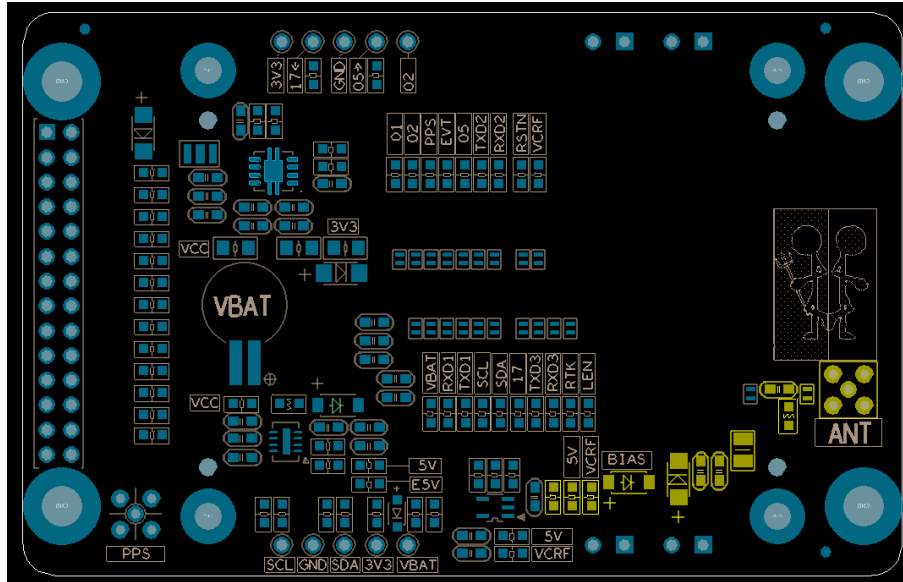 3V3
17←
GND
05→
02
01
02
PPS
EVT
05
TXD2
RXD2
RSTN
VCRF
VCC
3V3
VBAT
VBAT
RXD1
TXD1
SCL
SDA
17
TXD3
RXD3
RTK
LEN
VCC
ANT
5V
VCRF
BIAS
5V
E5V
5V
VCRF
PPS
SCL
GND
SDA
3V3
VBAT